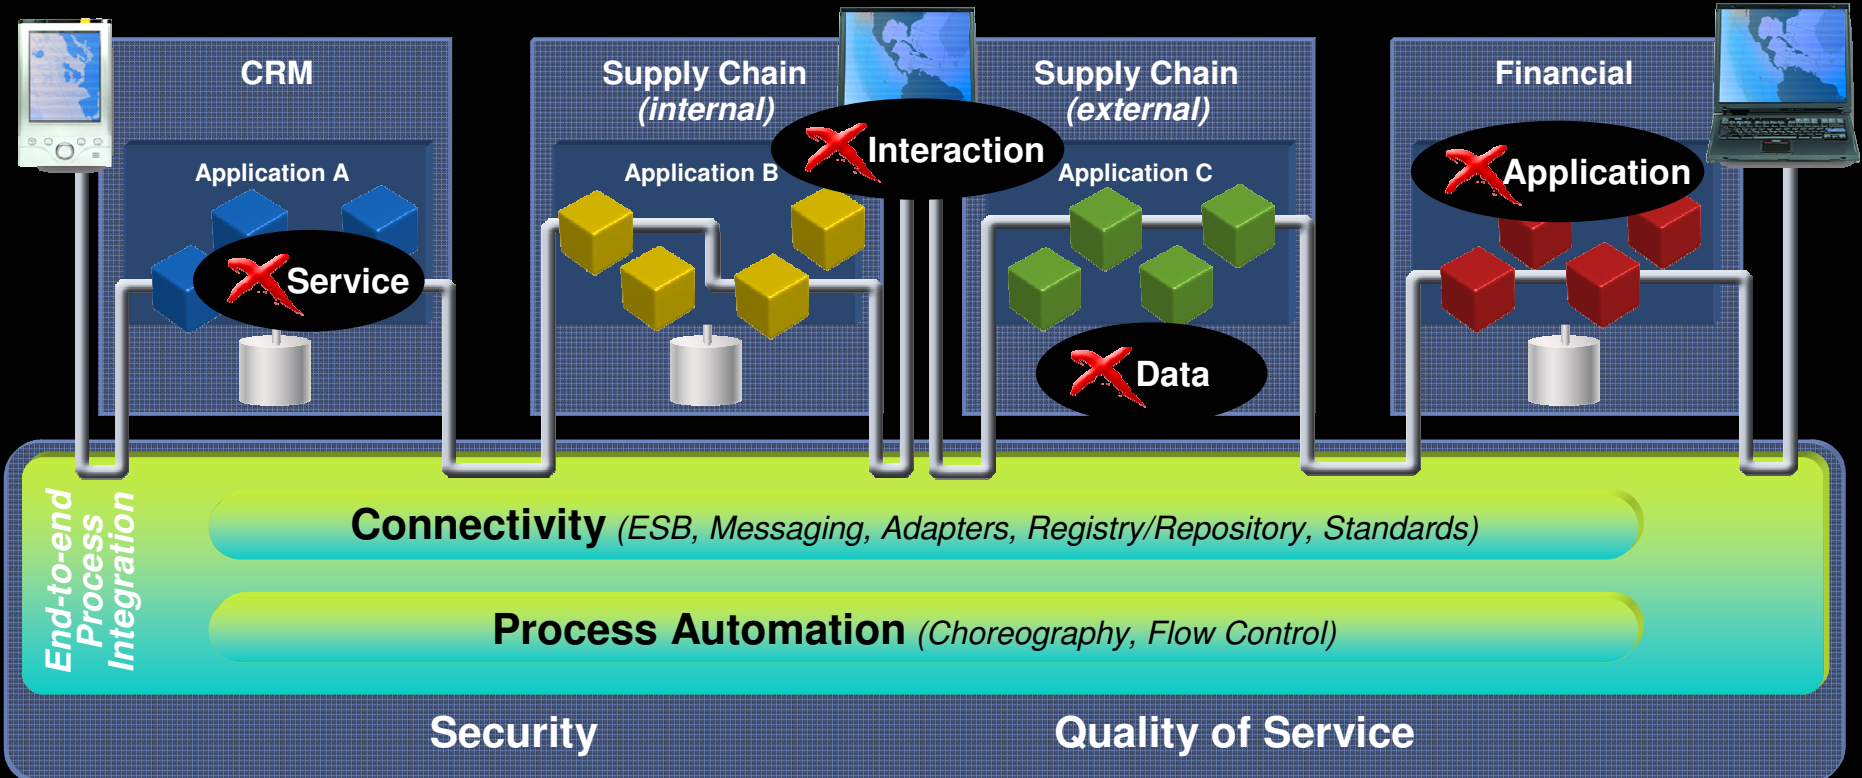 CRM
Supply Chain
(internal)
Supply Chain
(external)
Financial
Interaction
Application
Application A
Application B
Application C
Service
Data
End-to-end
Process
Integration
Connectivity (ESB, Messaging, Adapters, Registry/Repository, Standards)
Process Automation (Choreography, Flow Control)
Security
Quality of Service